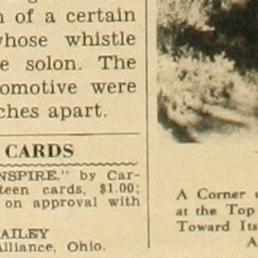 n of a certain
whose whistle
e solon. The
omotive were
ches apart.
CARDS
NSPIRE," by Car-
teen cards, $1.00;
on approval with
AILEY
Alliance, Ohio.
A Corner
at the Top
Toward Its
A